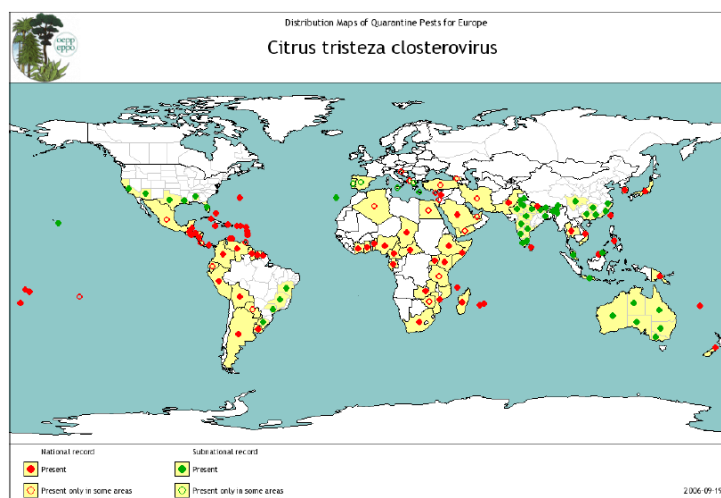 oepp
eppo
Distribution Maps of Quarantine Pests for Europe
Citrus tristeza closterovirus
National record
Present
Present only in some areas
Subnational record
Present
Present only in some areas
2006-09-19